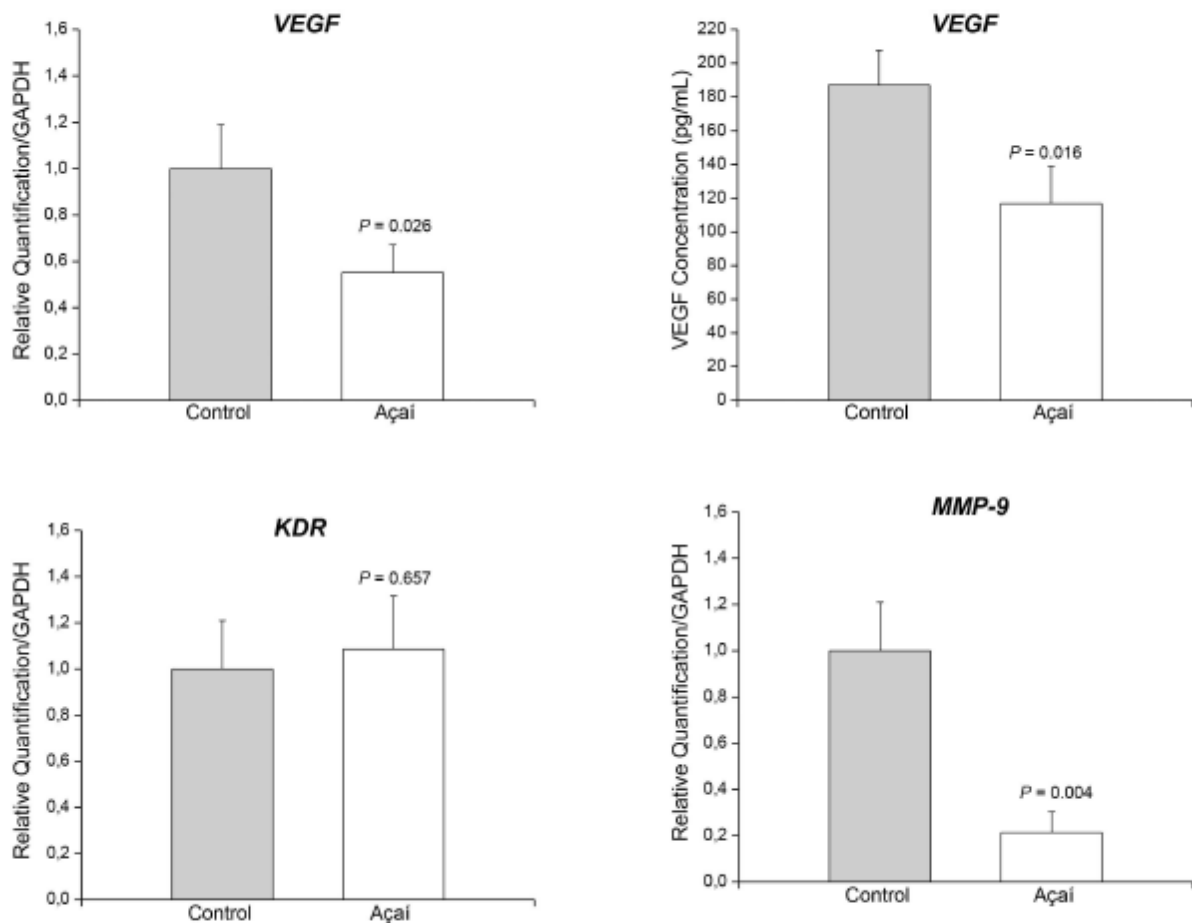 VEGF
Relative Quantification/GAPDH
1,6
1,4
1,2
1,0
0,8
0,6
0,4
0,2
0,0
P = 0.026
Control Açaí
VEGF
VEGF Concentration (pg/mL)
220
200
180
160
140
120
100
80
60
40
20
0
P = 0.016
Control Açaí
KDR
Relative Quantification/GAPDH
1,6
1,4
1,2
1,0
0,8
0,6
0,4
0,2
0,0
P = 0.657
Control Açaí
MMP-9
Relative Quantification/GAPDH
1,6
1,4
1,2
1,0
0,8
0,6
0,4
0,2
0,0
P = 0.004
Control Açaí